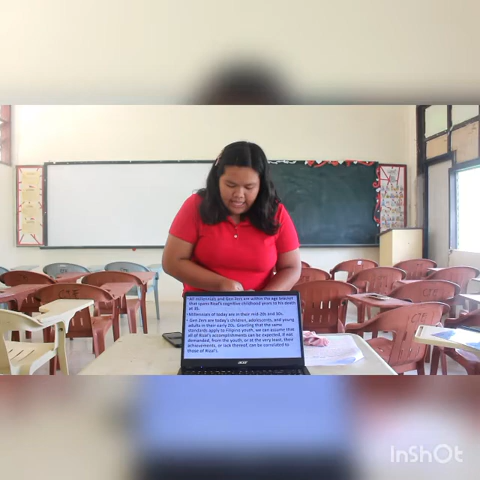 InShOt
All Millennials and Gen Zers are within the age bracket
that spans Rizal's cognitive childhood years to his death
at 35.
Millennials of today are in their mid-20s and 30s.
Gen Zers are today's children, adolescents, and young
adults in their early 20s. Granting that the same
standards apply to Filipino youth, we can assume that
all of Rizal's accomplishments can be expected, if not
demanded, from the youth, or at the very least, their
achievements, or lack thereof, can be correlated to
those of Rizal's.
acer
InShOt